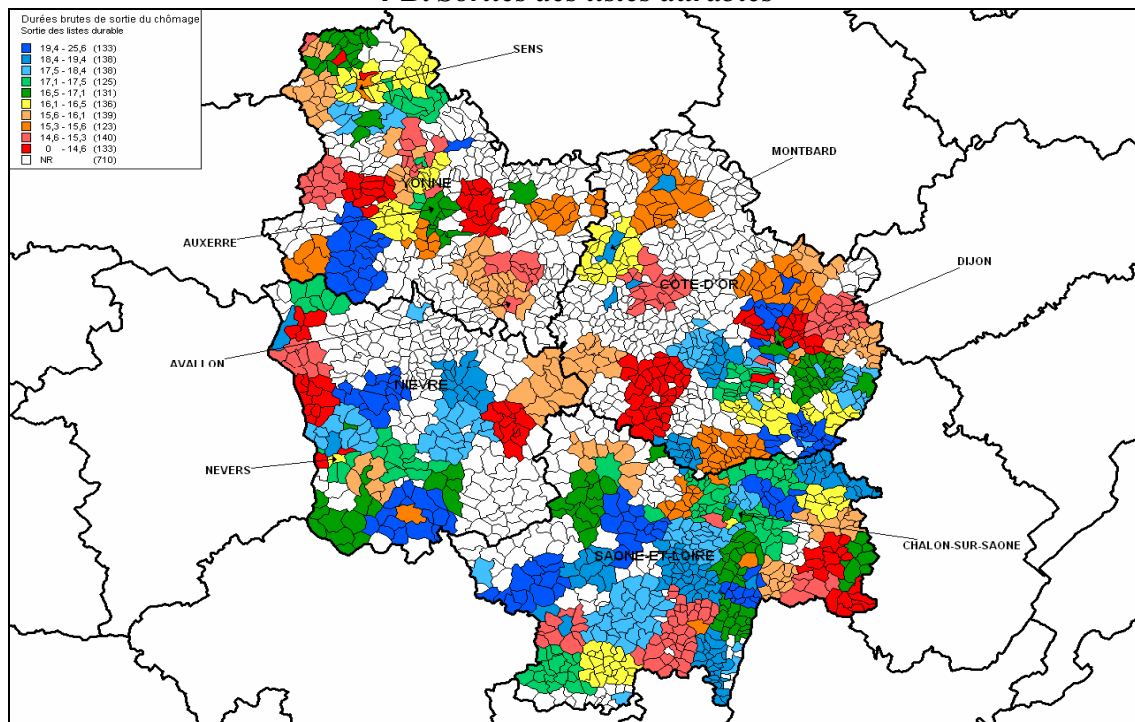 Durées brutes de sortie du chômage
Sortie des listes durable
19,4 - 25,6 (133)
18,4 - 19,4 (138)
17,5 - 18,4 (138)
17,1 - 17,5 (125)
16,5 - 17,1 (131)
16,1 - 16,5 (136)
15,6 - 16,1 (139)
15,3 - 15,6 (123)
14,6 - 15,3 (140)
0 - 14,6 (133)
NR (710)
SENS
MONTBARD
YONNE
AUXERRE
DIJON
CÔTE-D'OR
AVALLON
NIÈVRE
NEVERS
CHALON-SUR-SAONE
SAÔNE-ET-LOIRE